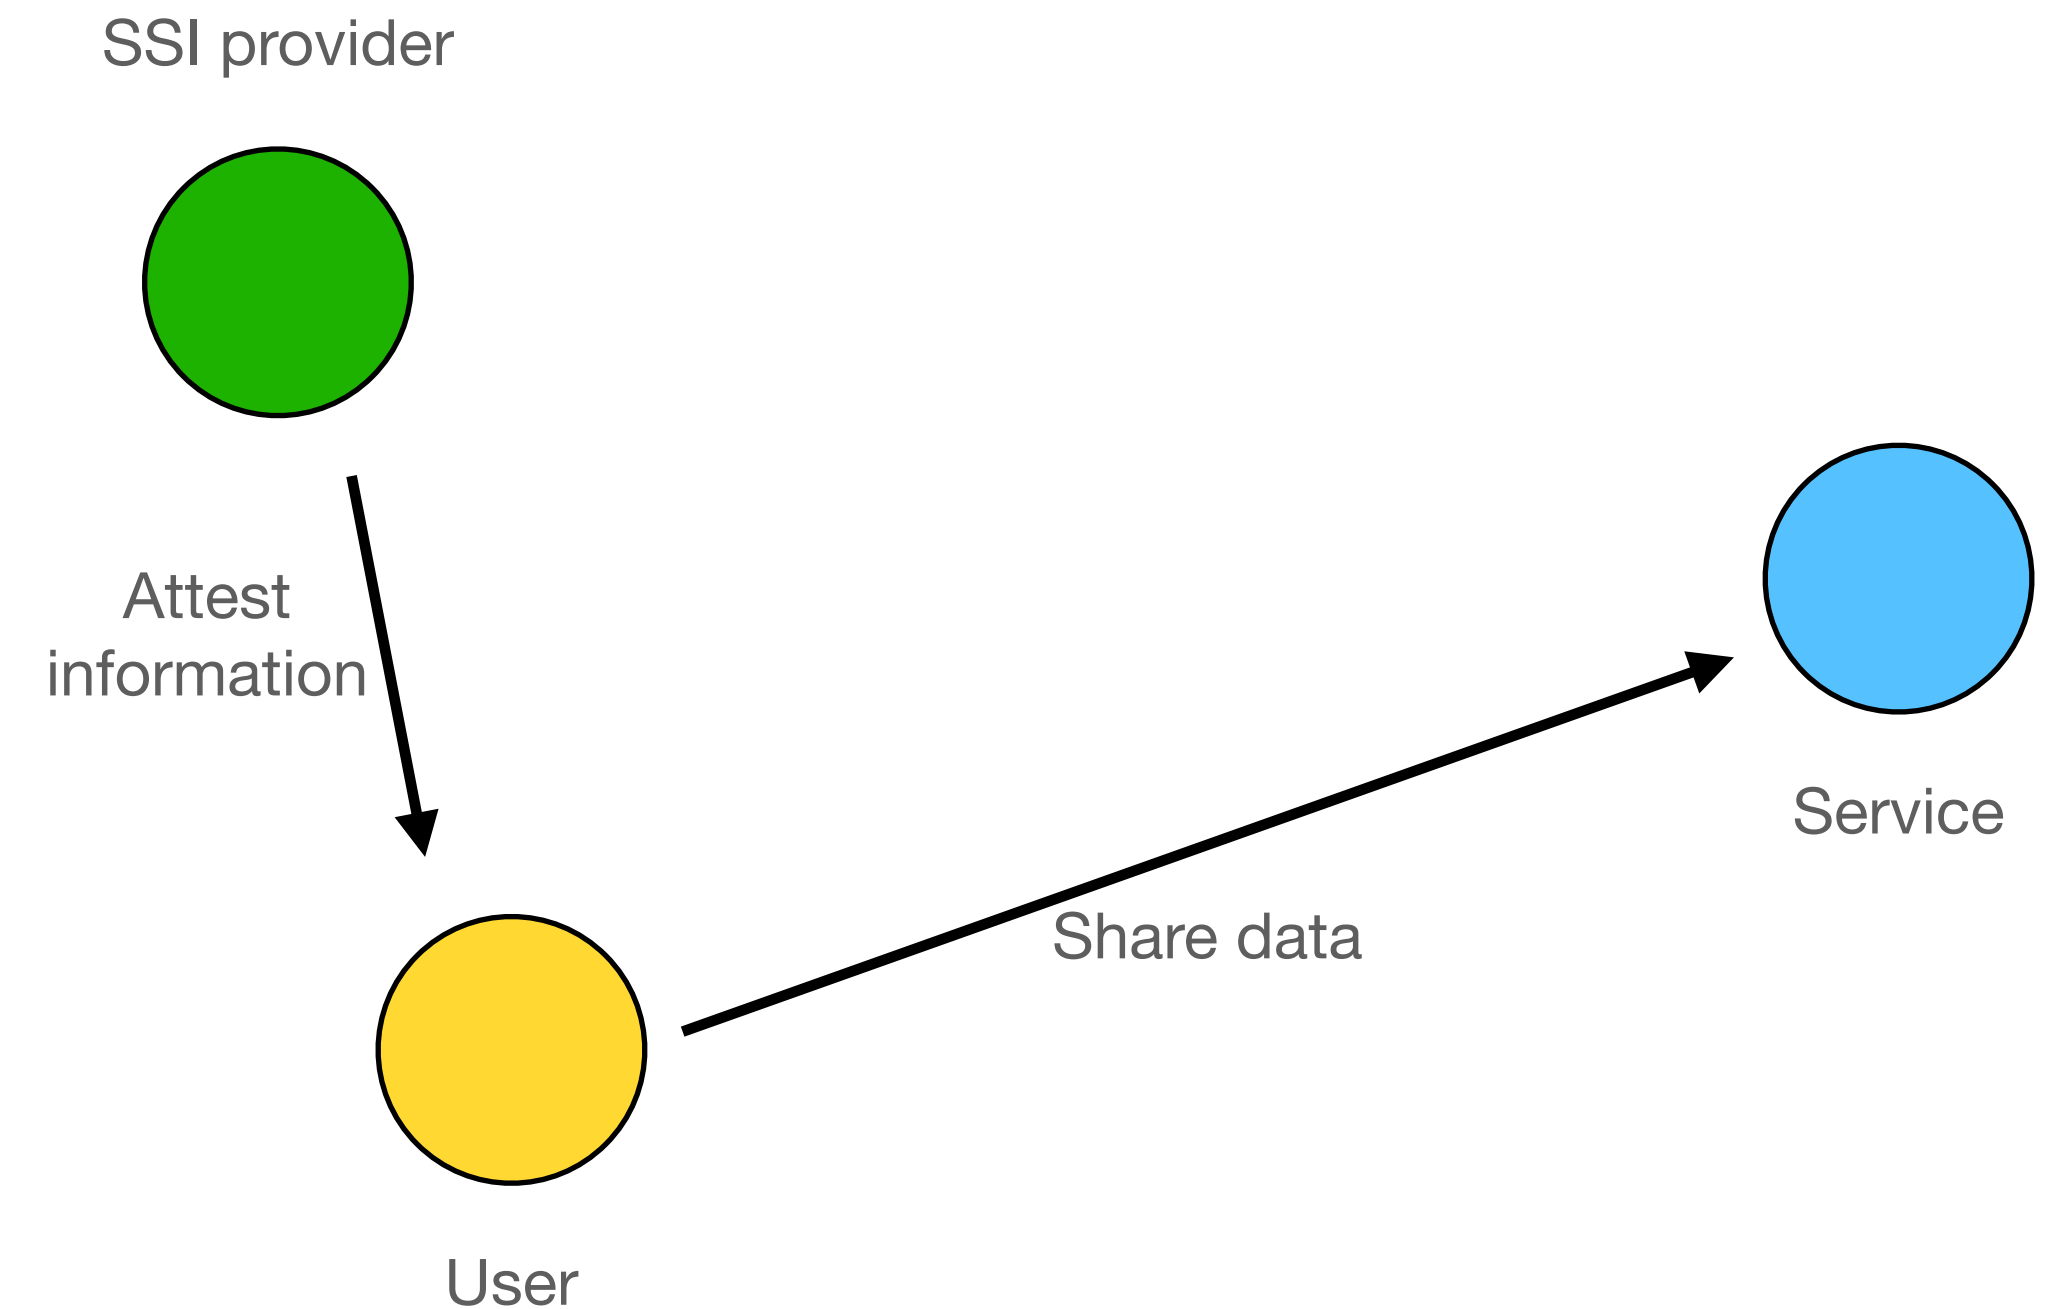 SSI provider
Attest
information
Service
Share data
User